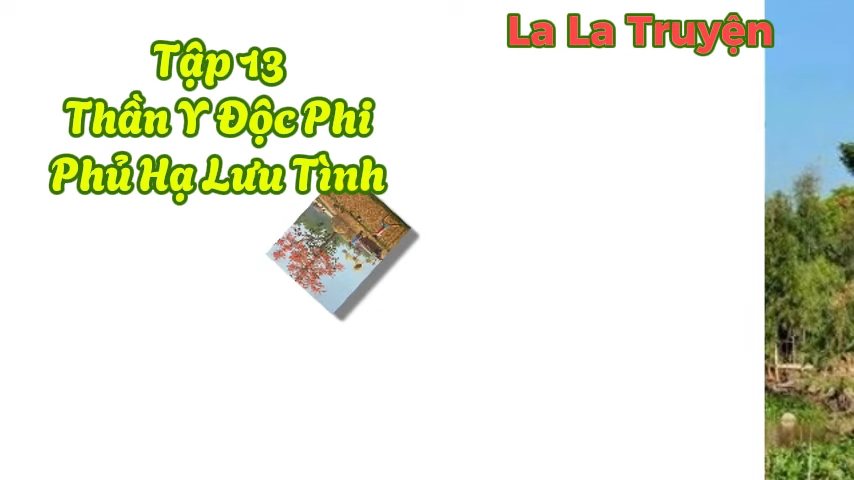 La La Truyện
Tập 13
Thần Y Độc Phi
Phủ Hạ Lưu Tình